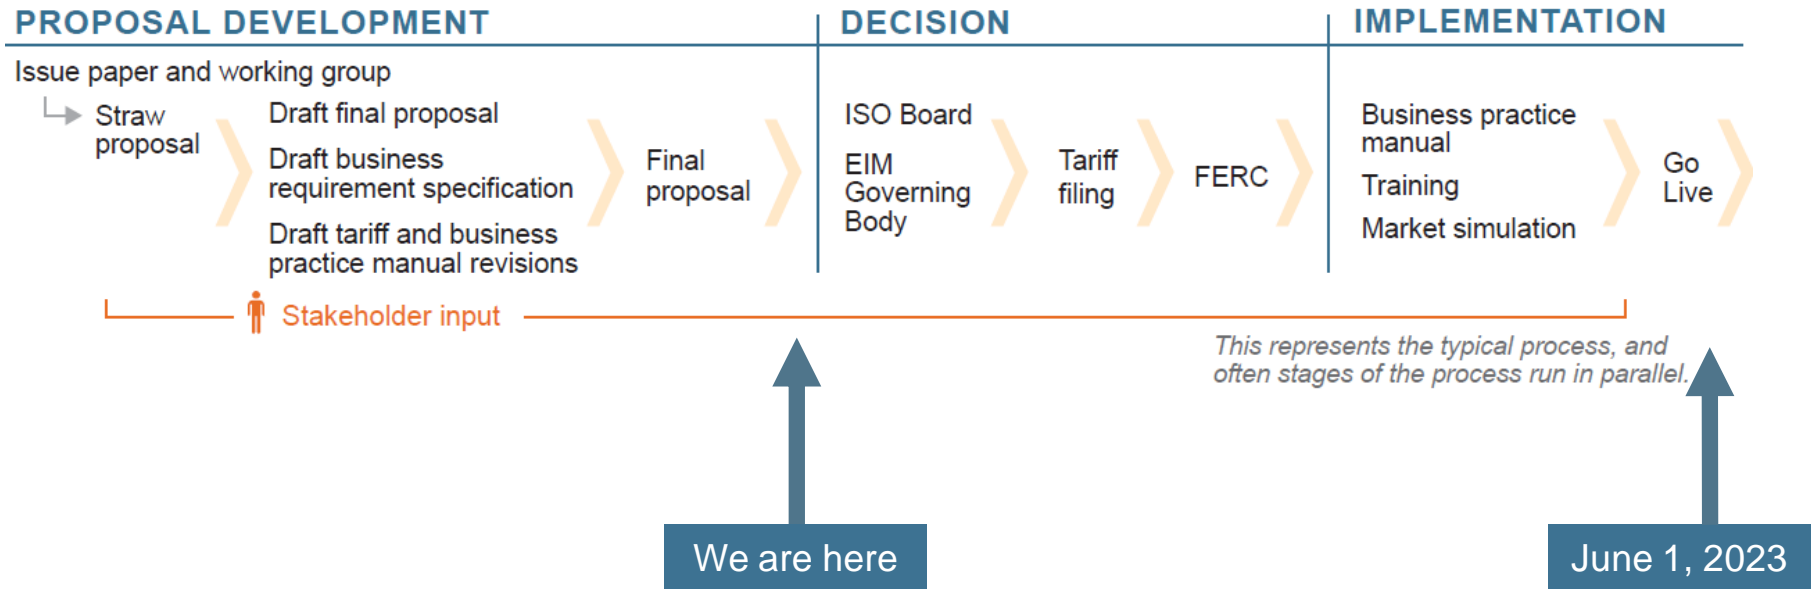 PROPOSAL DEVELOPMENT
DECISION
IMPLEMENTATION
Issue paper and working group
Straw
proposal
Draft final proposal
Draft business
requirement specification
Draft tariff and business
practice manual revisions
Final
proposal
ISO Board
EIM
Governing
Body
Tariff
filing
FERC
Business practice
manual
Training
Market simulation
Go
Live
Stakeholder input
This represents the typical process, and
often stages of the process run in parallel.
We are here
June 1, 2023